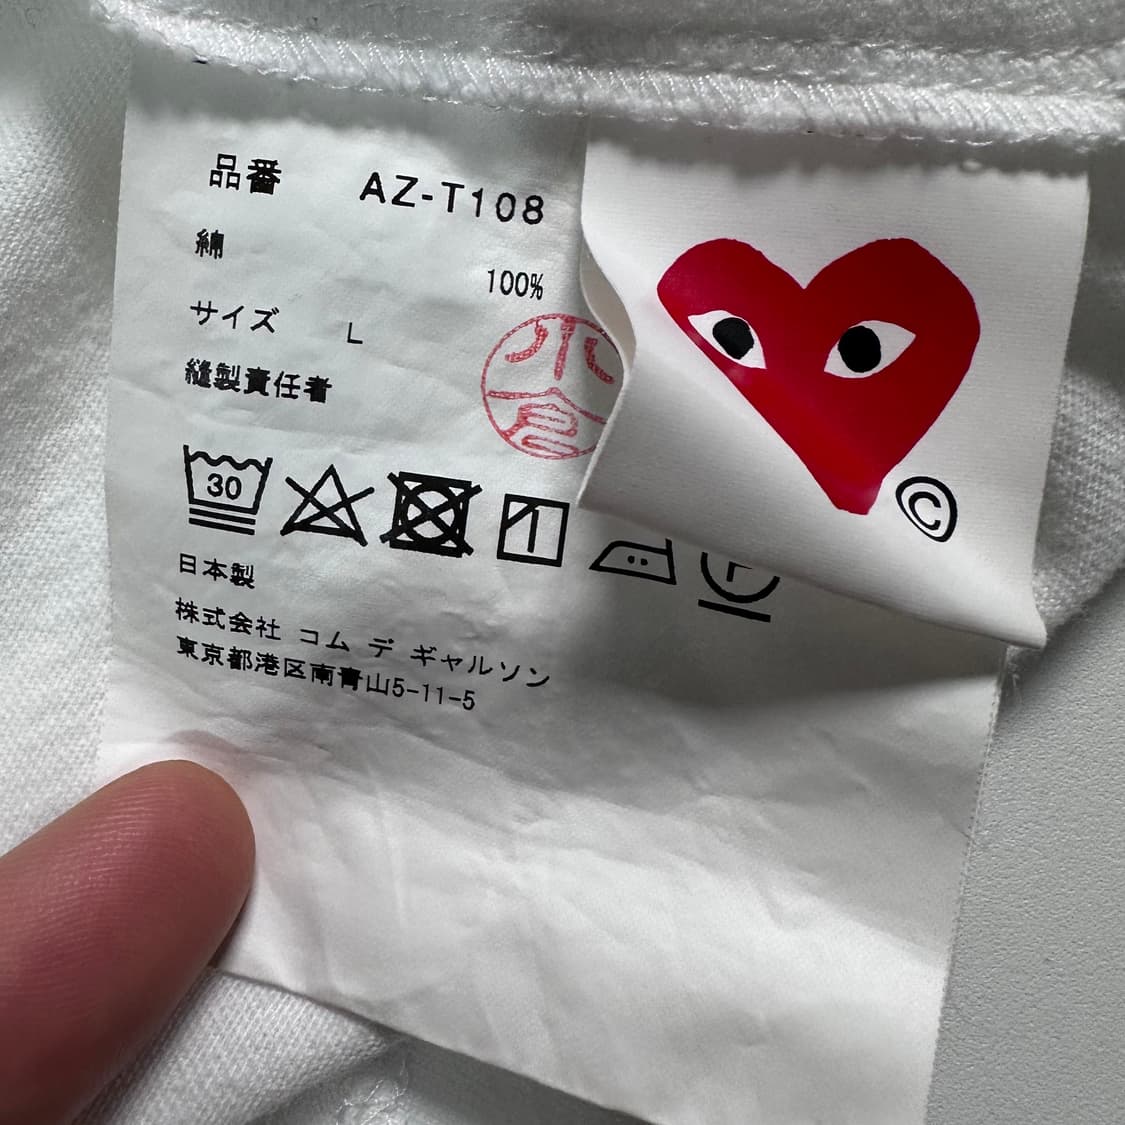 品番 AZ-T108
綿 100%
サイズ L
縫製責任者
小倉
30
日本製
株式会社 コム デ ギャルソン
東京都港区南青山5-11-5
©